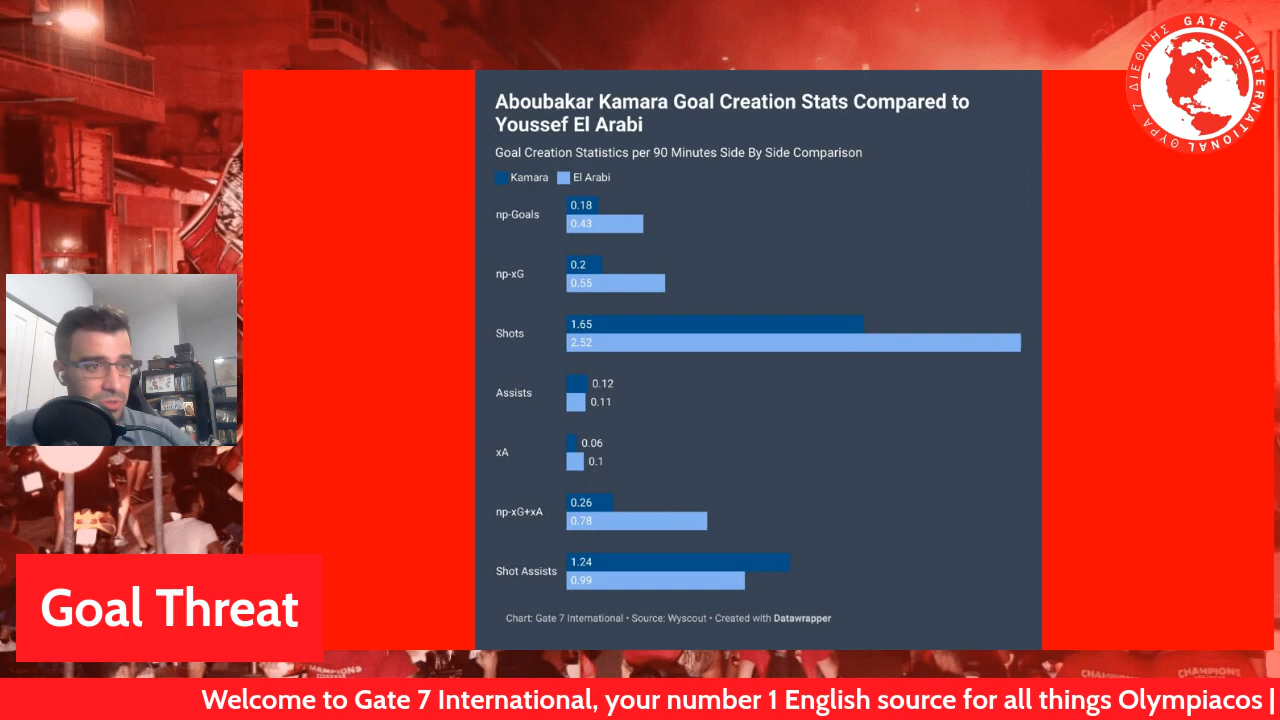 GATE 7 INTERNATIONAL
ΘΥΡΑ 7 ΔΙΕΘΝΗΣ
Aboubakar Kamara Goal Creation Stats Compared to
Youssef El Arabi
Goal Creation Statistics per 90 Minutes Side By Side Comparison
Kamara El Arabi
np-Goals 0.18
0.43
np-xG 0.2
0.55
Shots 1.65
2.52
Assists 0.12
0.11
xA 0.06
0.1
np-xG+xA 0.26
0.78
Shot Assists 1.24
0.99
Chart: Gate 7 International • Source: Wyscout • Created with Datawrapper
Goal Threat
CHAMPIONS
CHAMPIONS
CHAMPIONS
Welcome to Gate 7 International, your number 1 English source for all things Olympiacos |